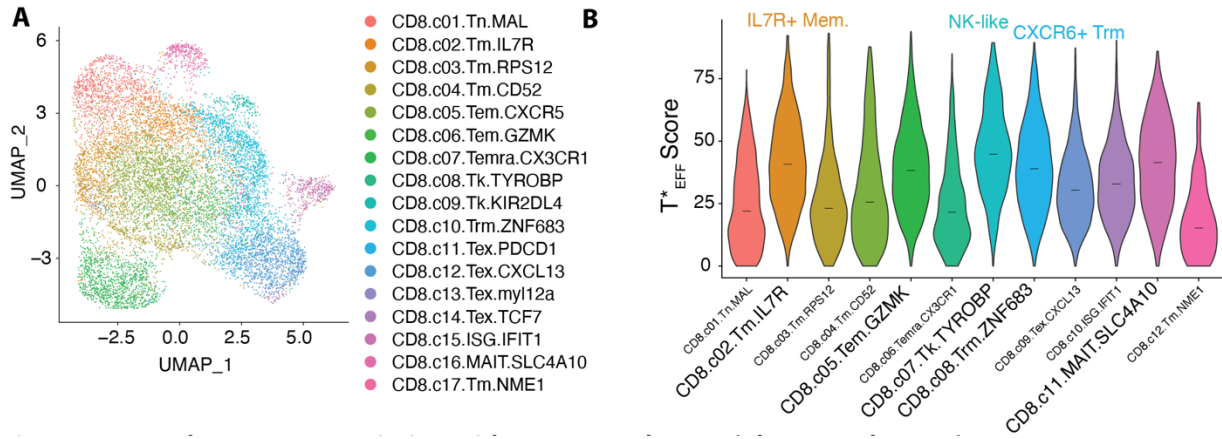 A
6
3
0
−3
UMAP_2
−2.5 0.0 2.5 5.0
UMAP_1
CD8.c01.Tn.MAL
CD8.c02.Tm.IL7R
CD8.c03.Tm.RPS12
CD8.c04.Tm.CD52
CD8.c05.Tem.CXCR5
CD8.c06.Tem.GZMK
CD8.c07.Temra.CX3CR1
CD8.c08.Tk.TYROBP
CD8.c09.Tk.KIR2DL4
CD8.c10.Trm.ZNF683
CD8.c11.Tex.PDCD1
CD8.c12.Tex.CXCL13
CD8.c13.Tex.myl12a
CD8.c14.Tex.TCF7
CD8.c15.ISG.IFIT1
CD8.c16.MAIT.SLC4A10
CD8.c17.Tm.NME1
B
IL7R+ Mem.
NK-like
CXCR6+ Trm
75
50
25
0
T*EFF Score
CD8.c01.Tn.MAL
CD8.c02.Tm.IL7R
CD8.c03.Tm.RPS12
CD8.c04.Tm.CD52
CD8.c05.Tem.GZMK
CD8.c06.Temra.CX3CR1
CD8.c07.Tk.TYROBP
CD8.c08.Trm.ZNF683
CD8.c09.Tex.CXCL13
CD8.c10.ISG.IFIT1
CD8.c11.MAIT.SLC4A10
CD8.c12.Tm.NME1